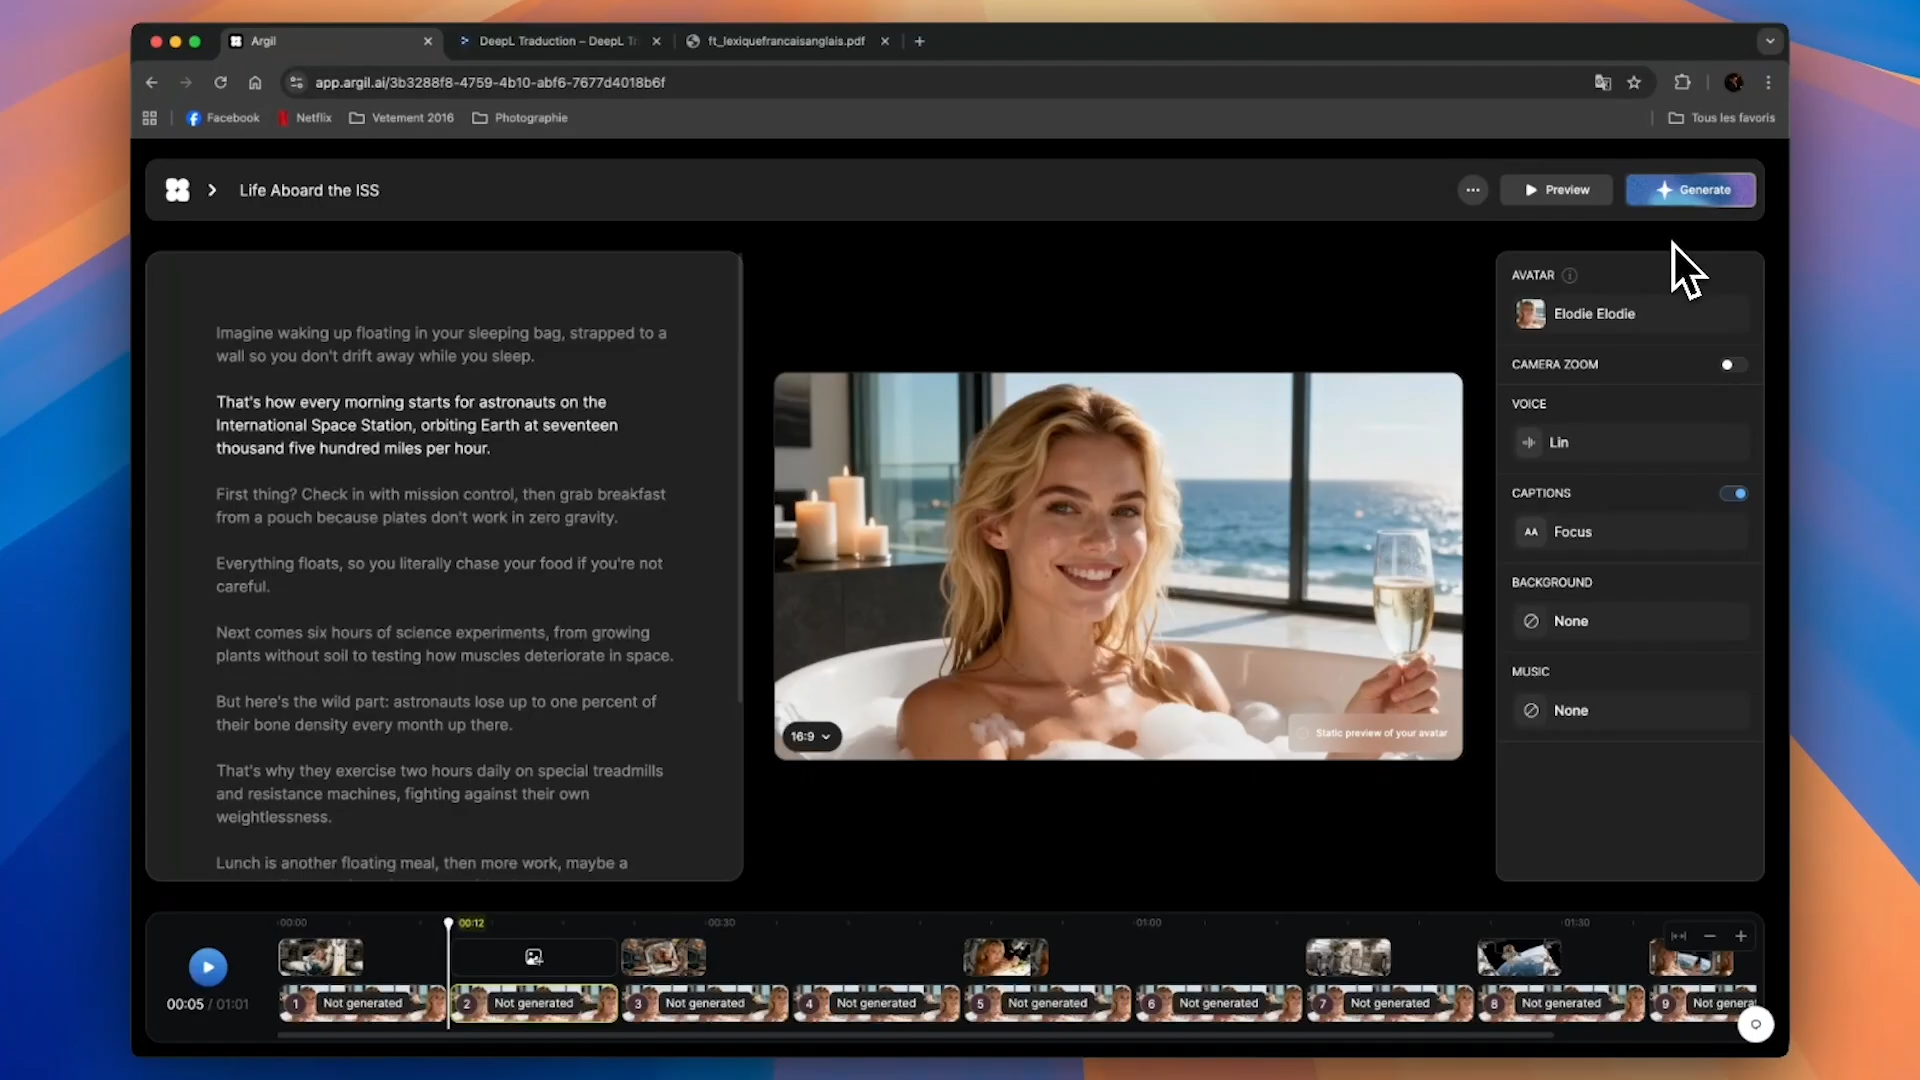 Argil
DeepL Traduction – DeepL Tr
ft_lexiquefrancaisanglais.pdf
app.argil.ai/3b3288f8-4759-4b10-abf6-7677d4018b6f
Facebook
Netflix
Vetement 2016
Photographie
Tous les favoris
Life Aboard the ISS
Preview
Generate
Imagine waking up floating in your sleeping bag, strapped to a
wall so you don't drift away while you sleep.
That's how every morning starts for astronauts on the
International Space Station, orbiting Earth at seventeen
thousand five hundred miles per hour.
First thing? Check in with mission control, then grab breakfast
from a pouch because plates don't work in zero gravity.
Everything floats, so you literally chase your food if you're not
careful.
Next comes six hours of science experiments, from growing
plants without soil to testing how muscles deteriorate in space.
But here's the wild part: astronauts lose up to one percent of
their bone density every month up there.
That's why they exercise two hours daily on special treadmills
and resistance machines, fighting against their own
weightlessness.
Lunch is another floating meal, then more work, maybe a
16:9
Static preview of your avatar
AVATAR
Elodie Elodie
CAMERA ZOOM
VOICE
Lin
CAPTIONS
AA Focus
BACKGROUND
None
MUSIC
None
00:00
00:12
00:30
01:00
01:30
00:05 / 01:01
1 Not generated
2 Not generated
3 Not generated
4 Not generated
5 Not generated
6 Not generated
7 Not generated
8 Not generated
9 Not genera